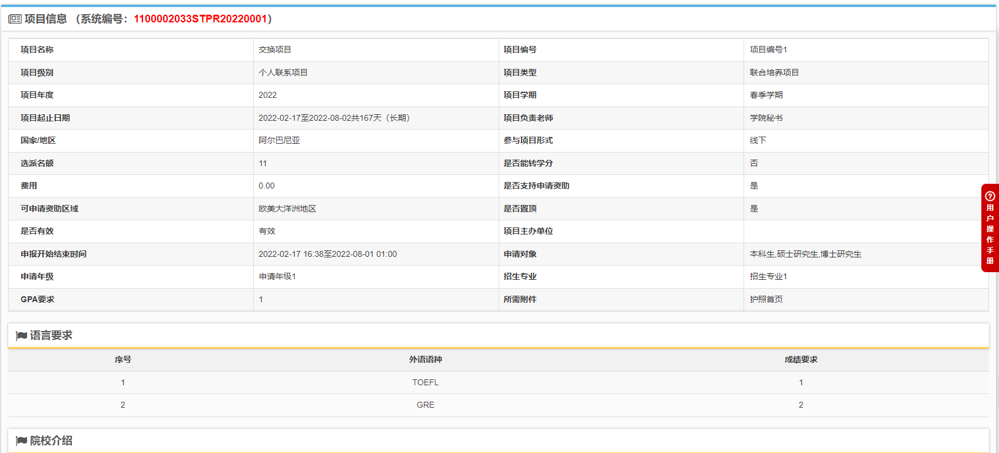 项目信息 （系统编号：1100002033STPR20220001）
项目名称 交换项目 项目编号 项目编号1
项目级别 个人联系项目 项目类型 联合培养项目
项目年度 2022 项目学期 春季学期
项目起止日期 2022-02-17至2022-08-02共167天（长期） 项目负责老师 学院秘书
国家/地区 阿尔巴尼亚 参与项目形式 线下
选派名额 11 是否能转学分 否
费用 0.00 是否支持申请资助 是
可申请资助区域 欧美大洋洲地区 是否置顶 是
是否有效 有效 项目主办单位
申报开始结束时间 2022-02-17 16:38至2022-08-01 01:00 申请对象 本科生,硕士研究生,博士研究生
申请年级 申请年级1 招生专业 招生专业1
GPA要求 1 所需附件 护照首页
语言要求
序号 外语语种 成绩要求
1 TOEFL 1
2 GRE 2
院校介绍
用户操作手册